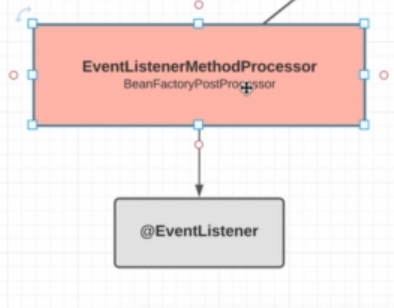 EventListenerMethodProcessor
BeanFactoryPostProcessor
@EventListener